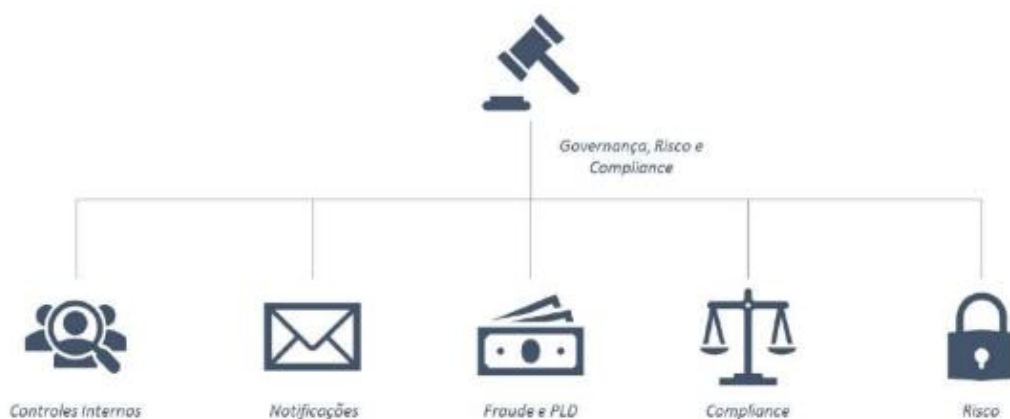 Governança, Risco e
Compliance
Controles Internos
Notificações
Fraude e PLD
Compliance
Risco